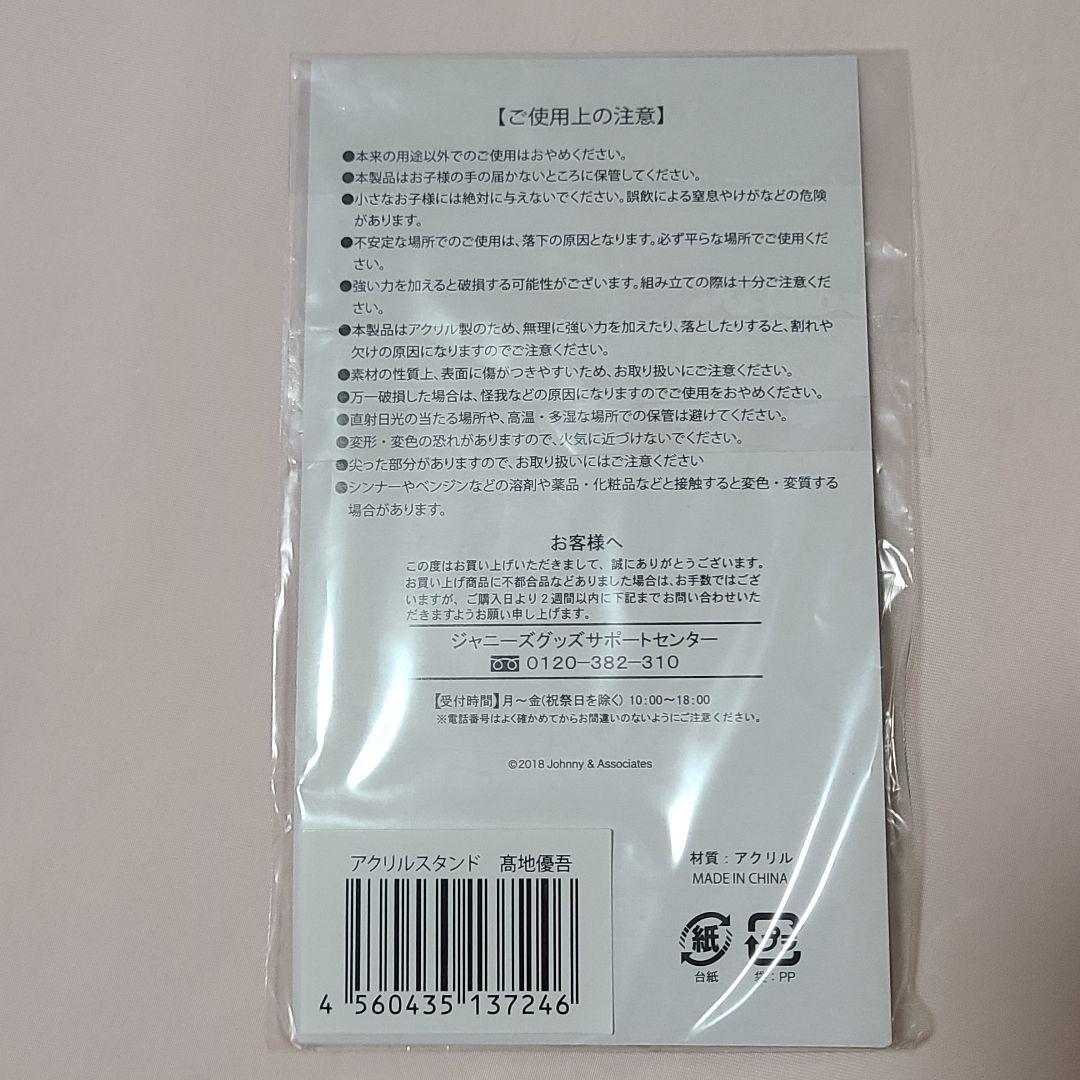 【ご使用上の注意】
●本来の用途以外でのご使用はおやめください。
●本製品はお子様の手の届かないところに保管してください。
●小さなお子様には絶対に与えないでください。誤飲による窒息やけがなどの危険
があります。
●不安定な場所でのご使用は、落下の原因となります。必ず平らな場所でご使用くだ
さい。
●強い力を加えると破損する可能性がございます。組み立ての際は十分ご注意くだ
さい。
●本製品はアクリル製のため、無理に強い力を加えたり、落としたりすると、割れや
欠けの原因になりますのでご注意ください。
●素材の性質上、表面に傷がつきやすいため、お取り扱いにご注意ください。
●万一破損した場合は、怪我などの原因になりますのでご使用をおやめください。
●直射日光の当たる場所や、高温・多湿な場所での保管は避けてください。
●変形・変色の恐れがありますので、火気に近づけないでください。
●尖った部分がありますので、お取り扱いにはご注意ください
●シンナーやベンジンなどの溶剤や薬品・化粧品などと接触すると変色・変質する
場合があります。
お客様へ
この度はお買い上げいただきまして、誠にありがとうございます。
お買い上げ商品に不都合品などありました場合は、お手数ではござ
いますが、ご購入日より２週間以内に下記までお問い合わせいた
だきますようお願い申し上げます。
ジャニーズグッズサポートセンター
0120-382-310
【受付時間】月～金(祝祭日を除く) 10:00～18:00
※電話番号はよく確かめてからお間違いのないようにご注意ください。
©2018 Johnny & Associates
アクリルスタンド　髙地優吾
4 560435 137246
材質：アクリル
MADE IN CHINA
紙
プラ
台紙
袋：PP